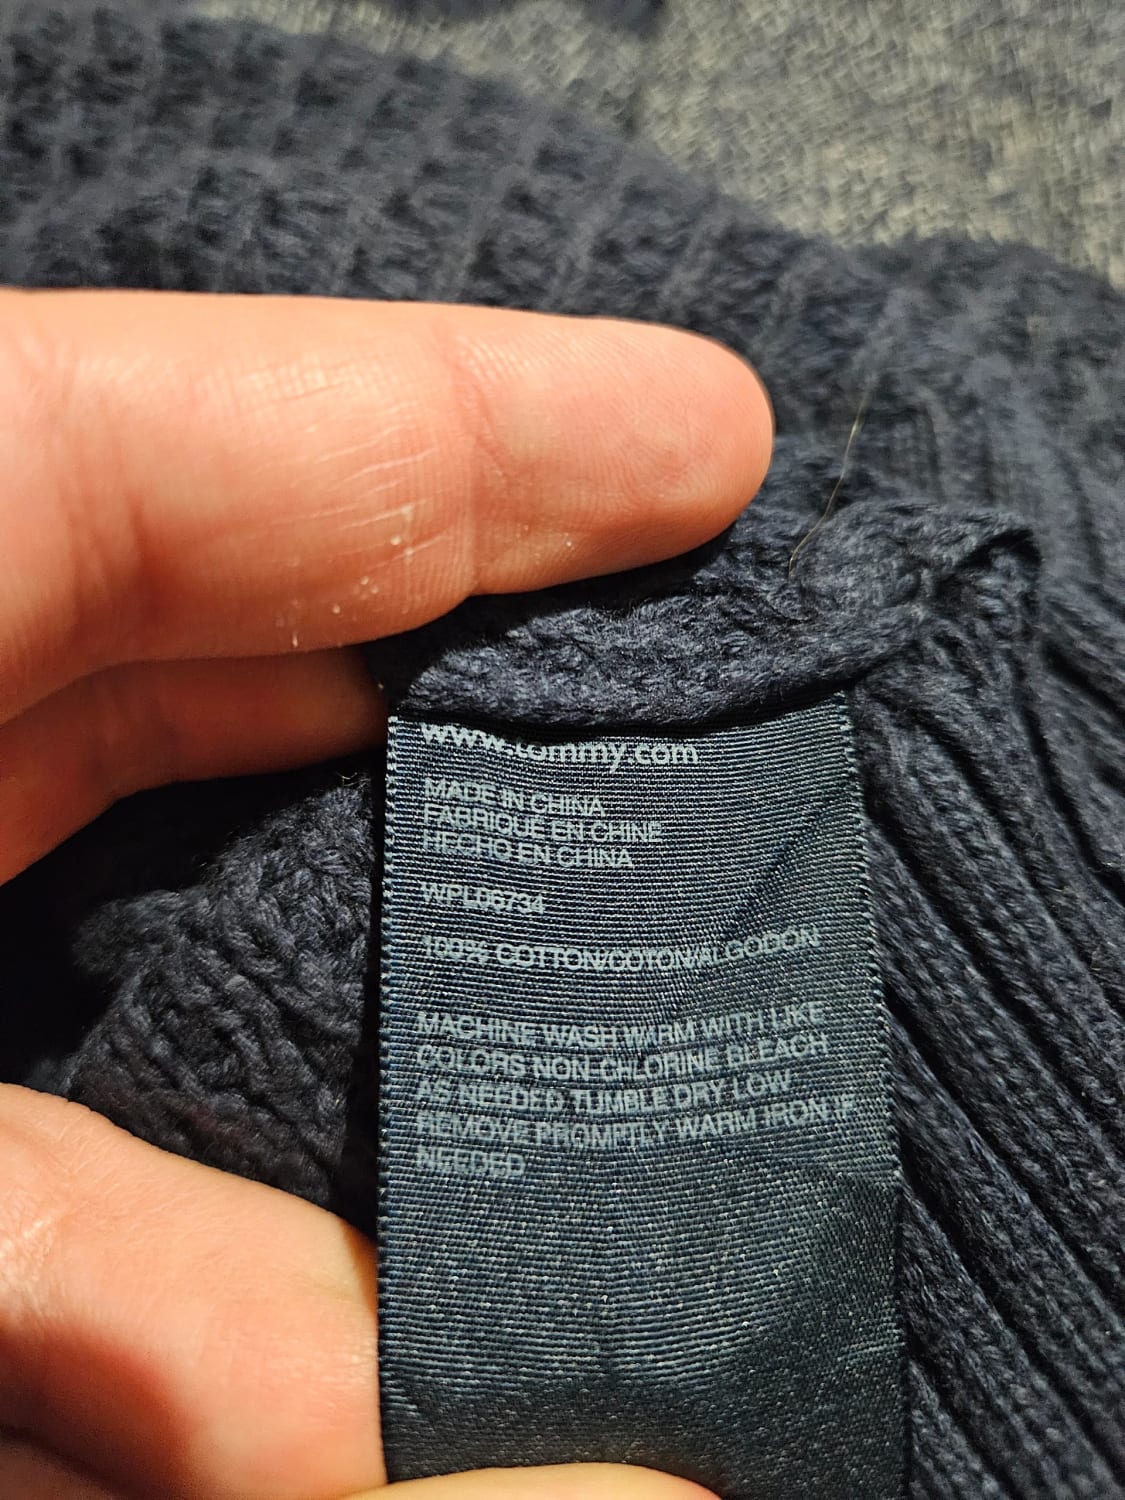 www.tommy.com
MADE IN CHINA
FABRIQUE EN CHINE
HECHO EN CHINA
WPL06734
100% COTTON/COTON/ALGODON
MACHINE WASH WARM WITH LIKE
COLORS NON-CHLORINE BLEACH
AS NEEDED TUMBLE DRY LOW
REMOVE PROMPTLY WARM IRON IF
NEEDED